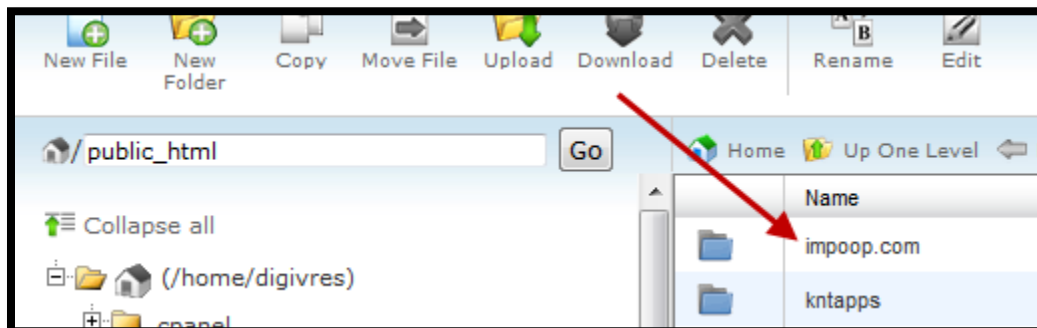 New File New Folder Copy Move File Upload Download Delete Rename Edit
/ public_html Go Home Up One Level
Name
Collapse all
impoop.com
(/home/digivres)
kntapps
cpanel